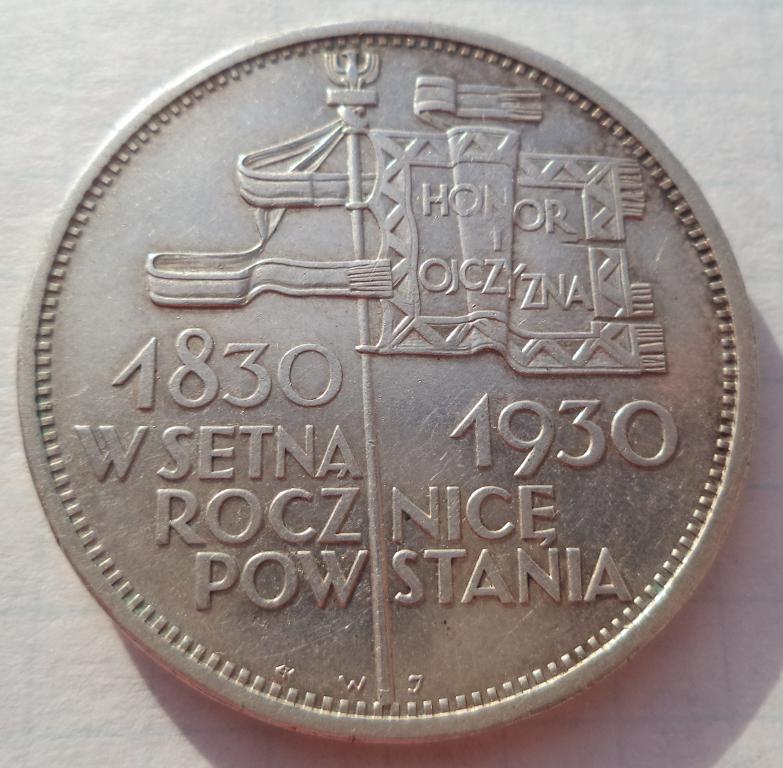 HONOR
I
OJCZYZNA
1830
1930
W SETNĄ
ROCZNICĘ
POWSTANIA
W J